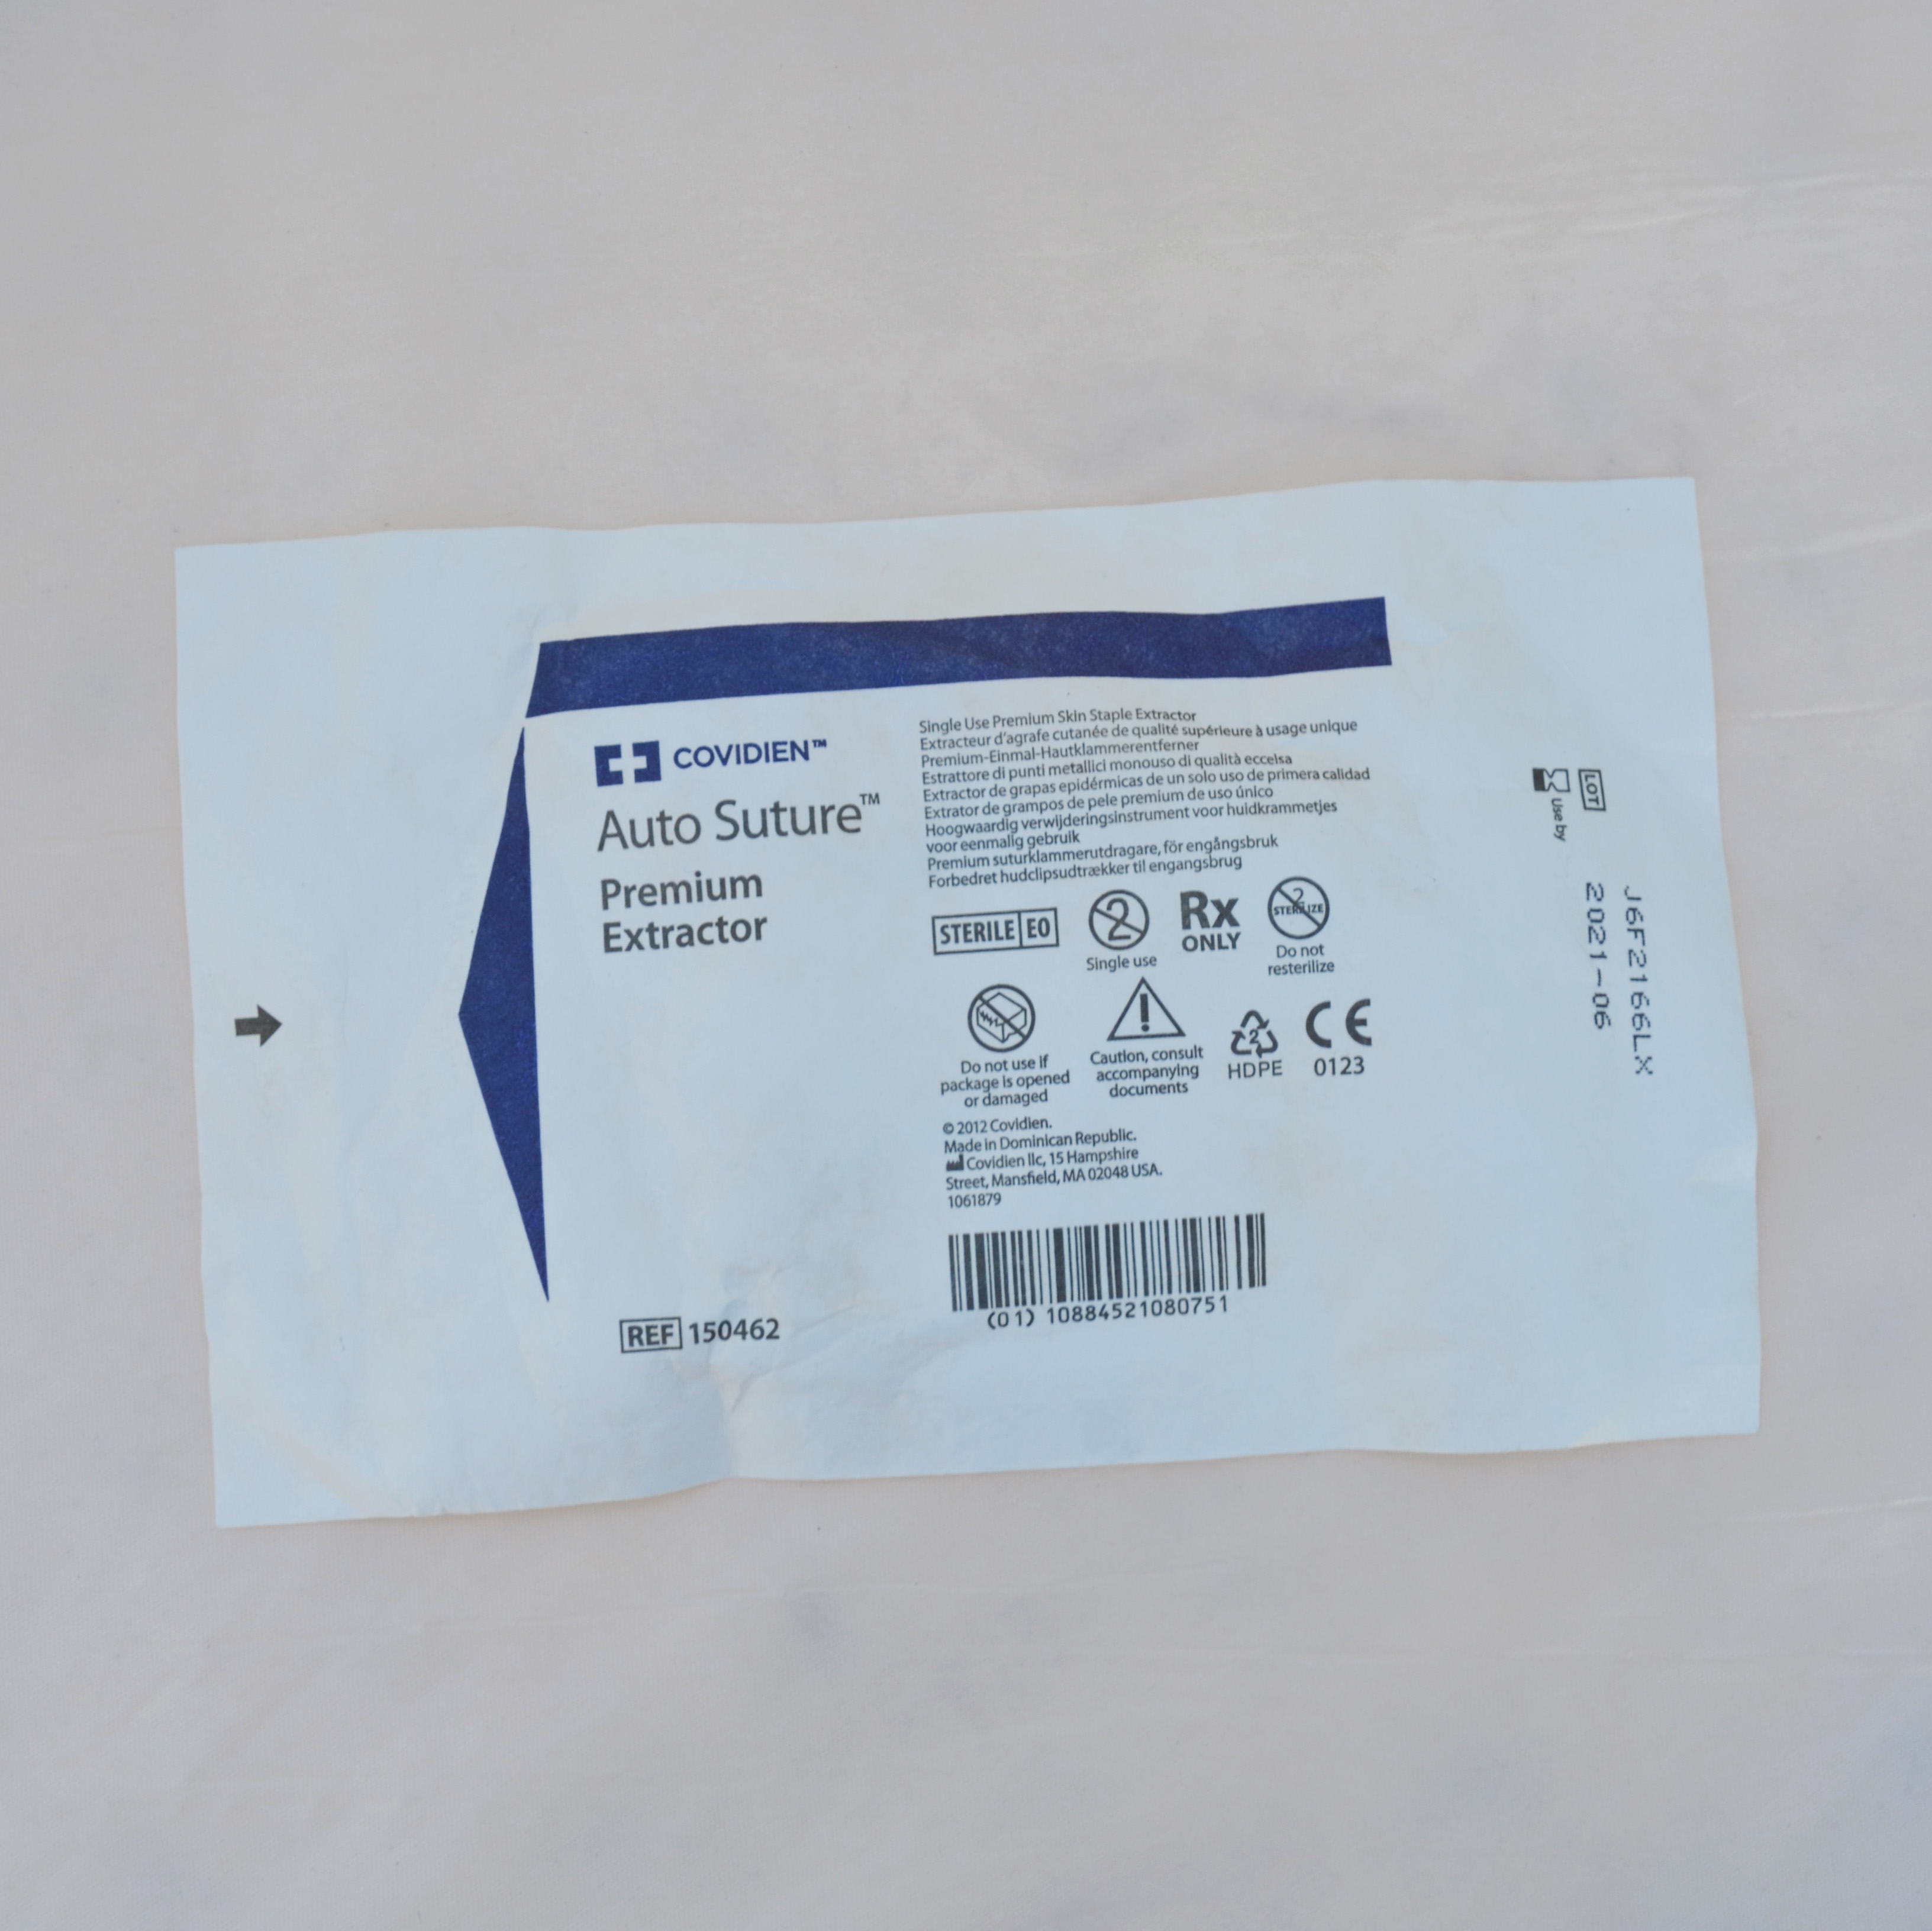 COVIDIEN™
Auto Suture™
Premium
Extractor
REF 150462
Single Use Premium Skin Staple Extractor
Extracteur d'agrafe cutanée de qualité supérieure à usage unique
Premium-Einmal-Hautklammerentferner
Estrattore di punti metallici monouso di qualità eccelsa
Extractor de grapas epidérmicas de un solo uso de primera calidad
Extrator de grampos de pele premium de uso único
Hoogwaardig verwijderingsinstrument voor huidkrammetjes
voor eenmalig gebruik
Premium suturklammerutdragare, för engångsbruk
Forbedret hudclipsudtrækker til engangsbrug
STERILE EO
2
Single use
Rx
ONLY
2
STERILIZE
Do not
resterilize
Do not use if
package is opened
or damaged
Caution, consult
accompanying
documents
2
HDPE
CE
0123
© 2012 Covidien.
Made in Dominican Republic.
Covidien llc, 15 Hampshire
Street, Mansfield, MA 02048 USA.
1061879
(01) 10884521080751
LOT J6F2166LX
Use by 2021-06